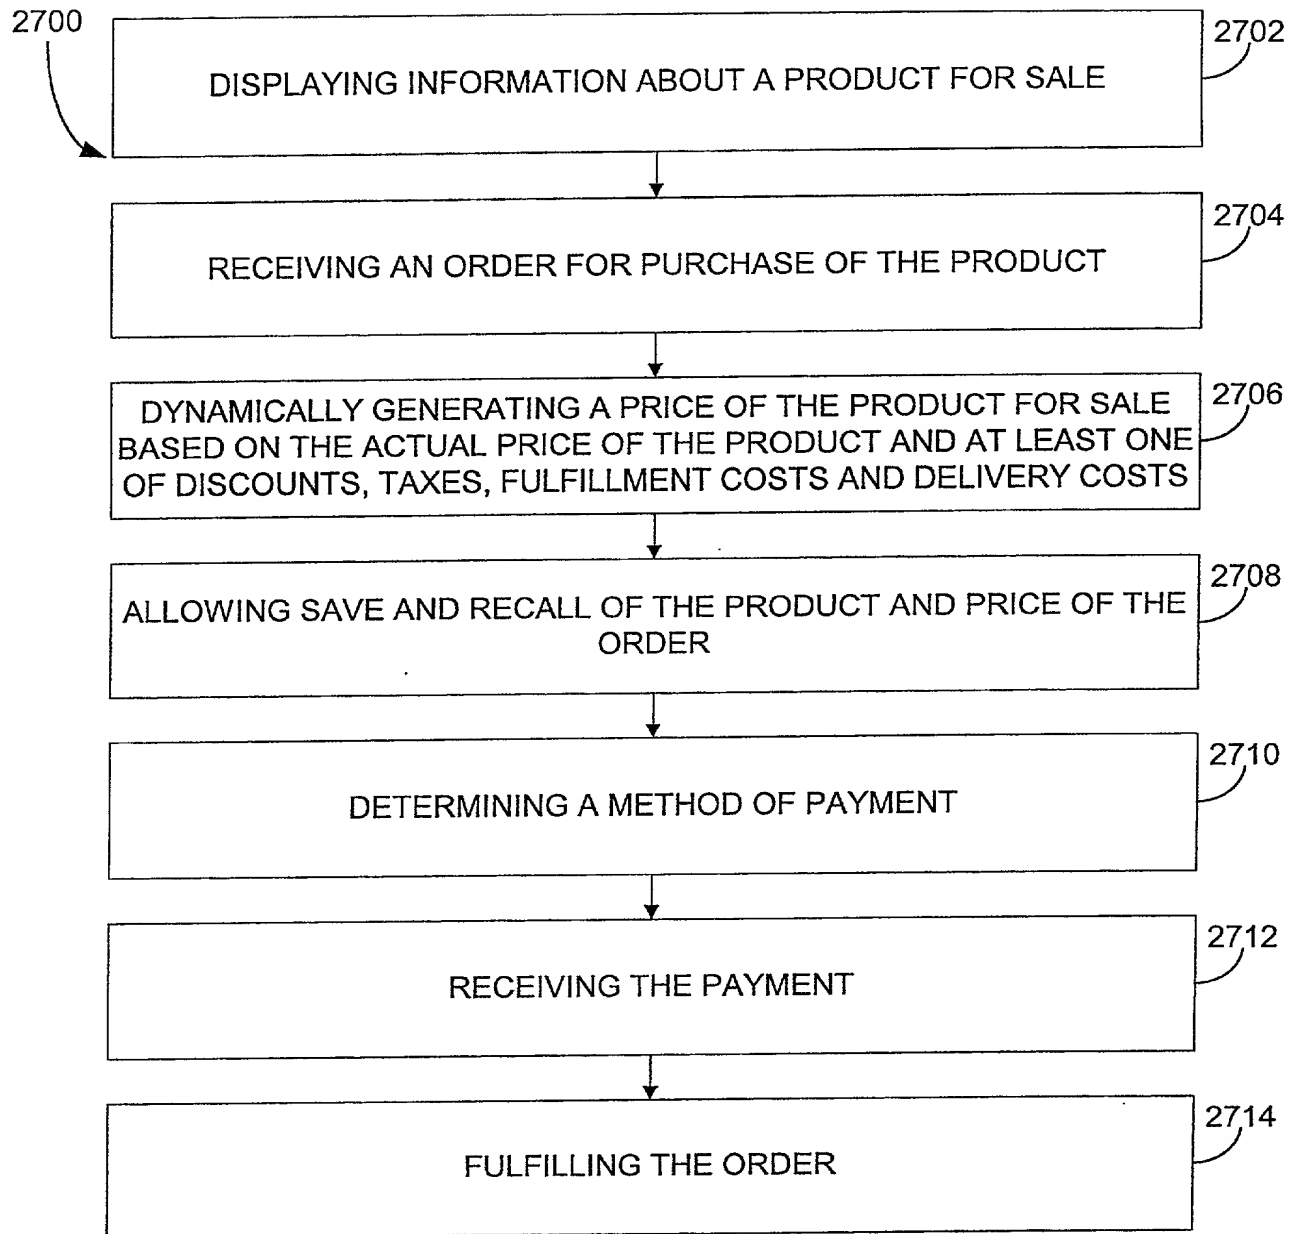 2700
2702
DISPLAYING INFORMATION ABOUT A PRODUCT FOR SALE
2704
RECEIVING AN ORDER FOR PURCHASE OF THE PRODUCT
2706
DYNAMICALLY GENERATING A PRICE OF THE PRODUCT FOR SALE
BASED ON THE ACTUAL PRICE OF THE PRODUCT AND AT LEAST ONE
OF DISCOUNTS, TAXES, FULFILLMENT COSTS AND DELIVERY COSTS
2708
ALLOWING SAVE AND RECALL OF THE PRODUCT AND PRICE OF THE
ORDER
2710
DETERMINING A METHOD OF PAYMENT
2712
RECEIVING THE PAYMENT
2714
FULFILLING THE ORDER